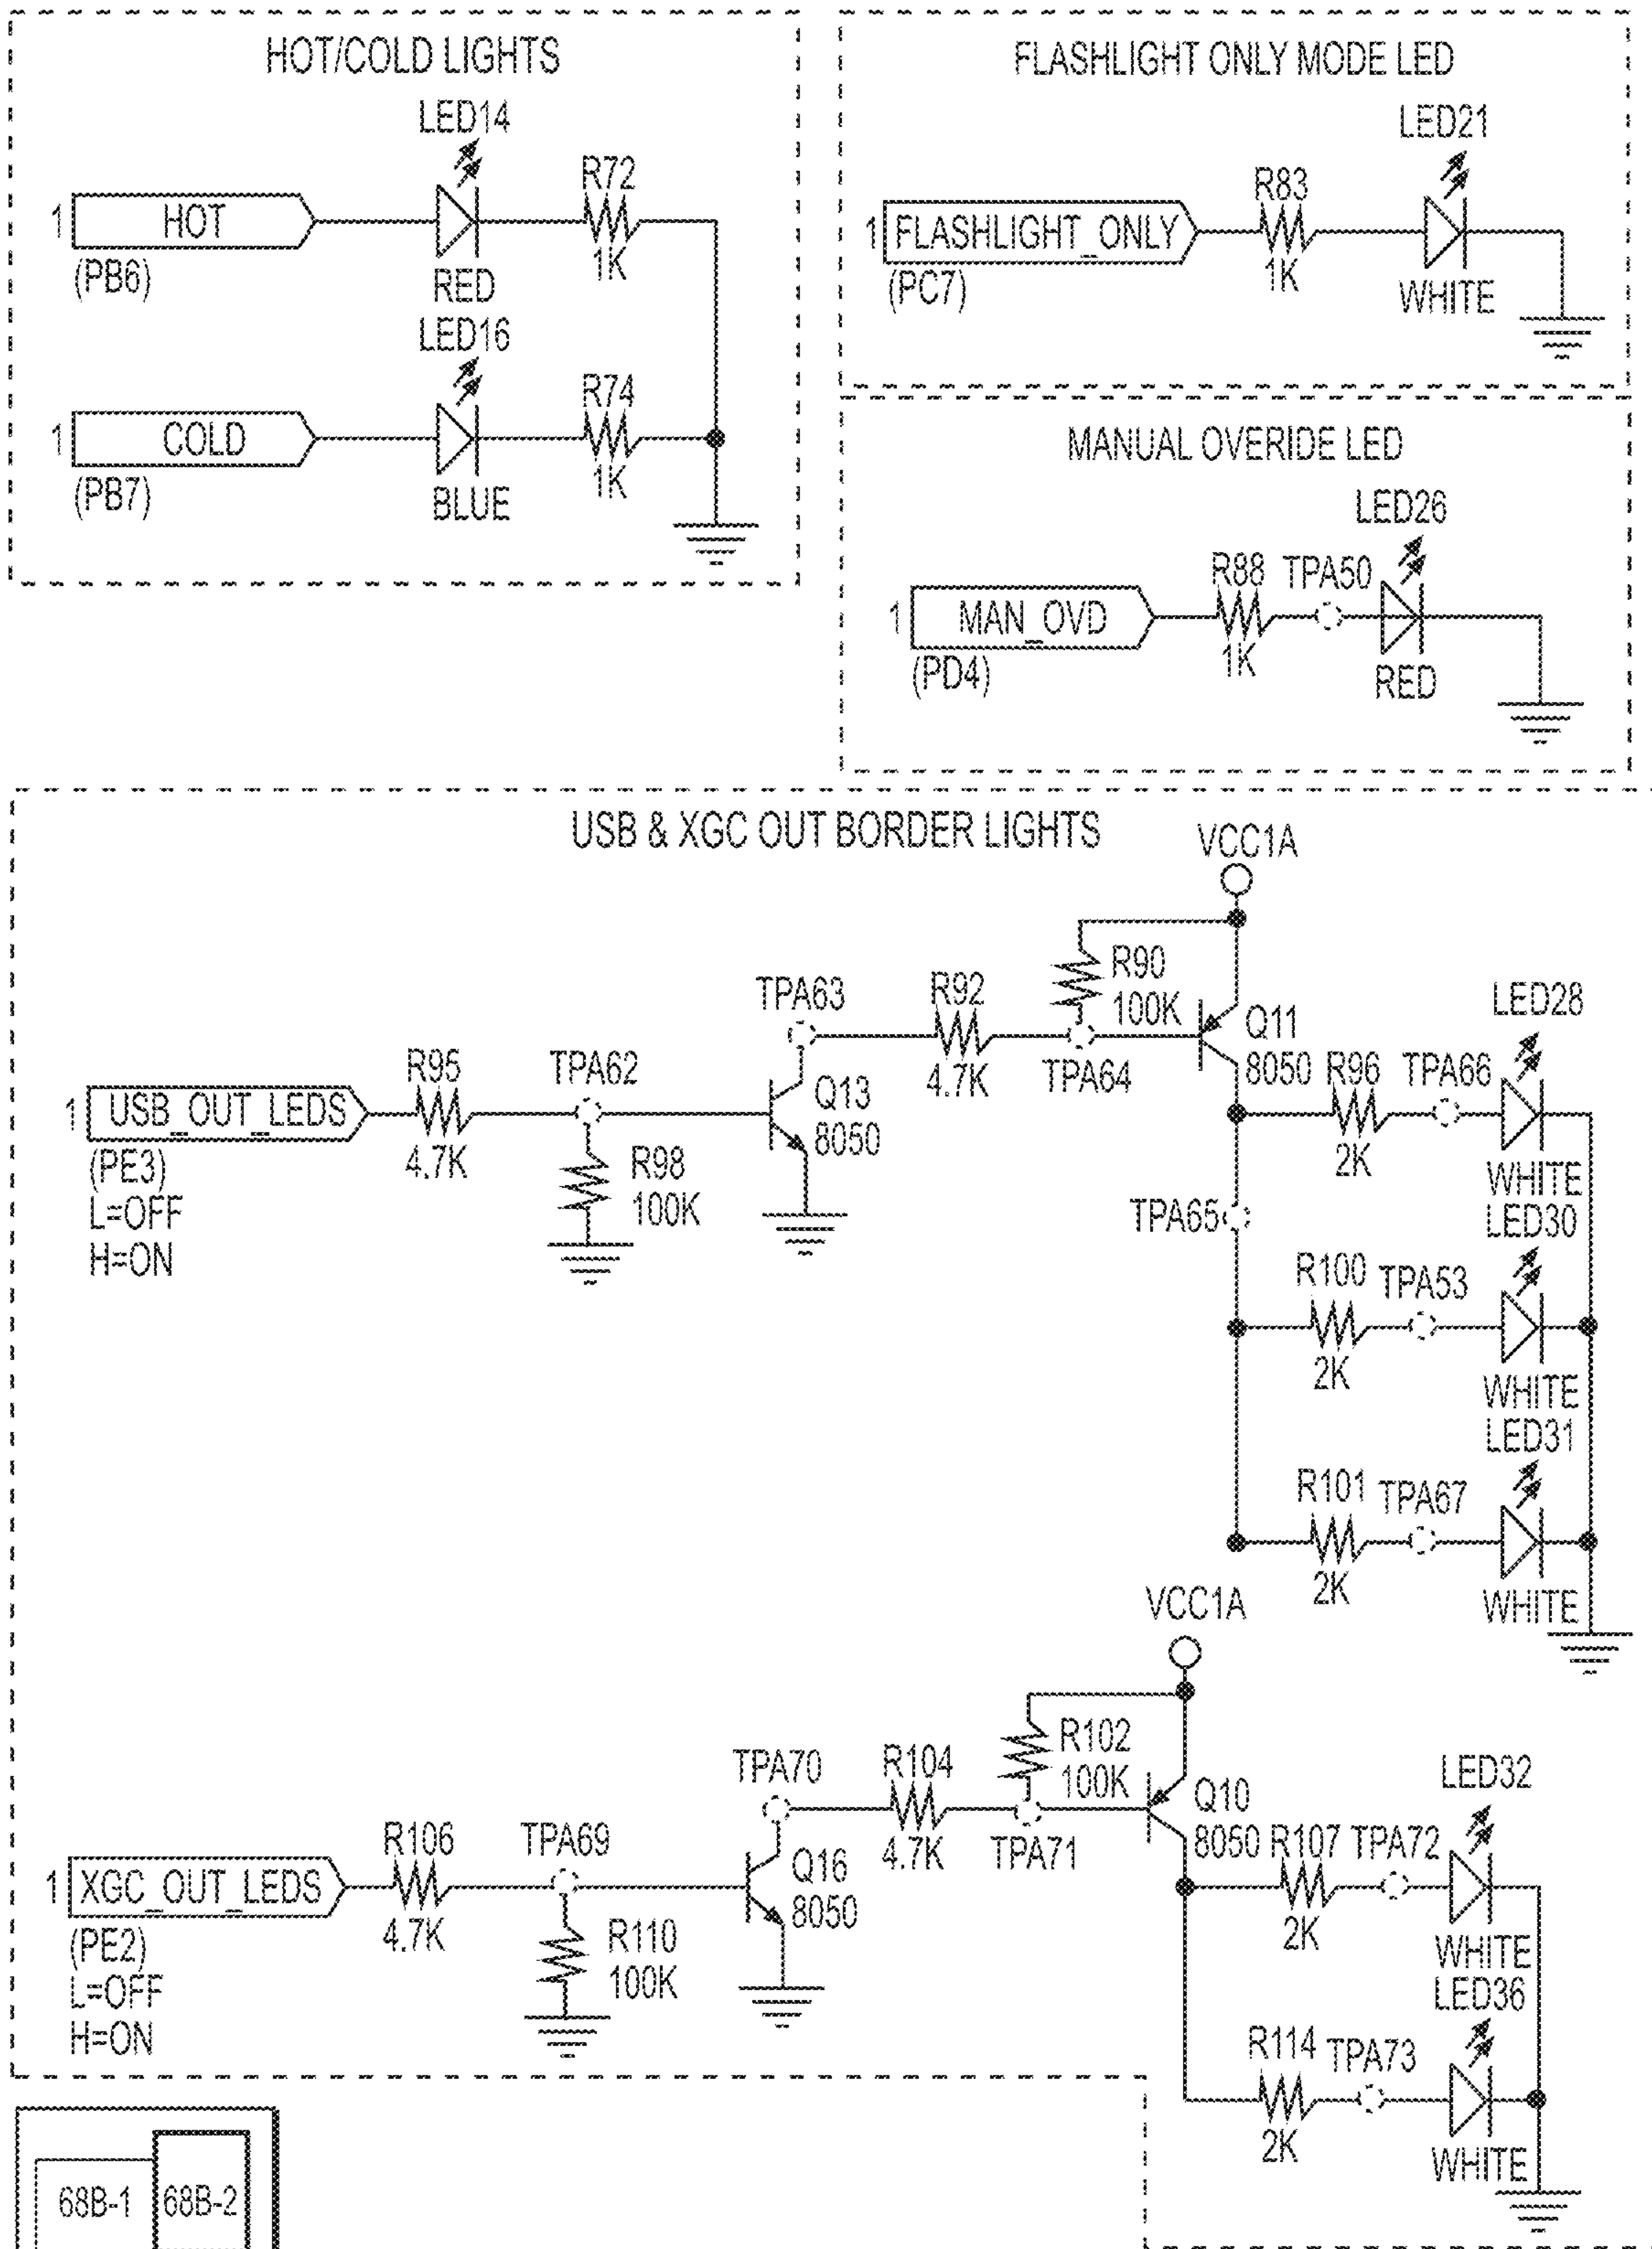 HOT/COLD LIGHTS
LED14
R72
1 HOT
1K
(PB6)
RED
LED16
R74
1 COLD
1K
(PB7)
BLUE
FLASHLIGHT ONLY MODE LED
LED21
R83
1 FLASHLIGHT_ONLY
1K
(PC7)
WHITE
MANUAL OVERIDE LED
LED26
R88 TPA50
1 MAN_OVD
1K
(PD4)
RED
USB & XGC OUT BORDER LIGHTS
VCC1A
R90
100K
TPA63
R92
4.7K
TPA64
Q11
8050
LED28
R95
TPA62
Q13
8050
R96 TPA66
1 USB_OUT_LEDS
4.7K
2K
(PE3)
L=OFF
H=ON
R98
100K
WHITE
TPA65
LED30
R100 TPA53
2K
WHITE
LED31
R101 TPA67
2K
WHITE
VCC1A
R102
100K
TPA70
R104
4.7K
TPA71
Q10
8050
LED32
R106
TPA69
Q16
8050
R107 TPA72
1 XGC_OUT_LEDS
4.7K
2K
(PE2)
L=OFF
H=ON
R110
100K
WHITE
LED36
R114 TPA73
2K
WHITE
68B-1 68B-2